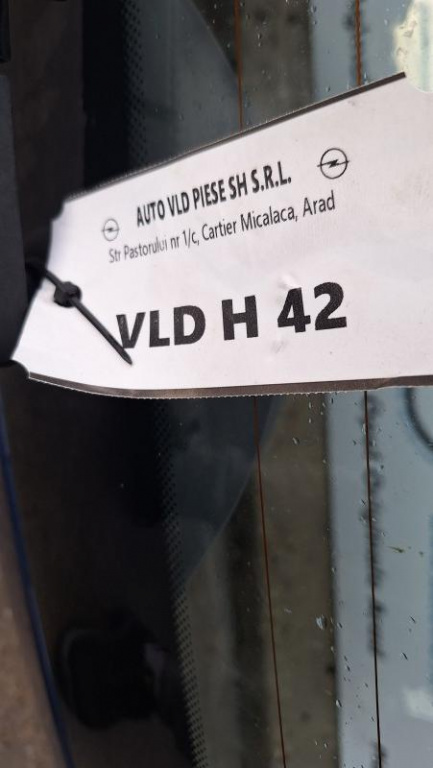 AUTO VLD PIESE SH S.R.L.
Str Pastorului nr 1/c, Cartier Micalaca, Arad
VLD H 42